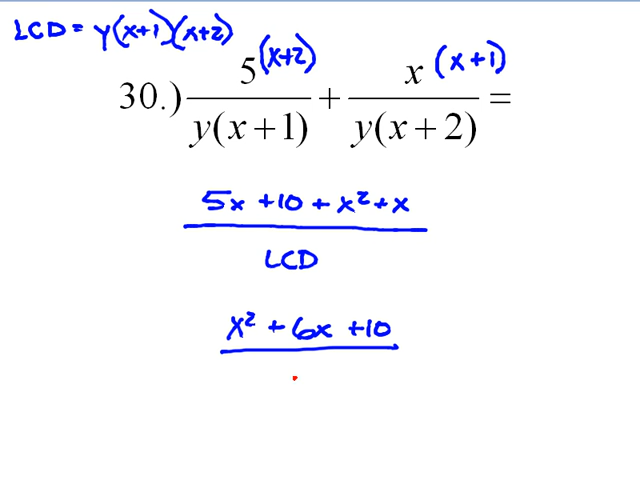 LCD = y(x+1)(x+2)
30.) 5(x+2)/y(x+1) + x(x+1)/y(x+2) =
5x +10 + x² + x
LCD
x² + 6x +10